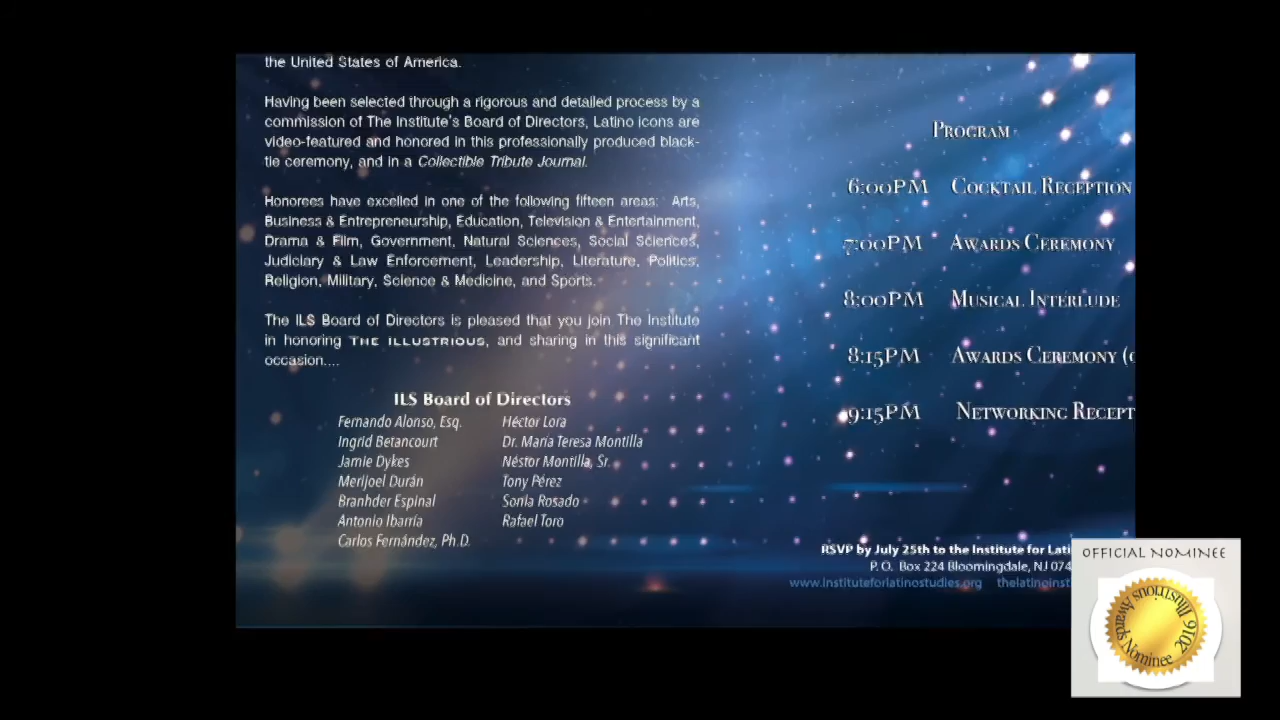 the United States of America.
Having been selected through a rigorous and detailed process by a
commission of The Institute's Board of Directors, Latino icons are
video-featured and honored in this professionally produced black-
tie ceremony, and in a Collectible Tribute Journal.
Honorees have excelled in one of the following fifteen areas: Arts,
Business & Entrepreneurship, Education, Television & Entertainment,
Drama & Film, Government, Natural Sciences, Social Sciences,
Judiciary & Law Enforcement, Leadership, Literature, Politics,
Religion, Military, Science & Medicine, and Sports.
The ILS Board of Directors is pleased that you join The Institute
in honoring THE ILLUSTRIOUS, and sharing in this significant
occasion....
ILS Board of Directors
Fernando Alonso, Esq.
Ingrid Betancourt
Jamie Dykes
Merijoel Durán
Branhder Espinal
Antonio Ibarría
Carlos Fernández, Ph.D.
Héctor Lora
Dr. María Teresa Montilla
Néstor Montilla, Sr.
Tony Pérez
Sonia Rosado
Rafael Toro
PROGRAM
6:00PM COCKTAIL RECEPTION
7:00PM AWARDS CEREMONY
8:00PM MUSICAL INTERLUDE
8:15PM AWARDS CEREMONY (
9:15PM NETWORKING RECEPT
RSVP by July 25th to the Institute for Lati
P. O. Box 224 Bloomingdale, NJ 074
www.instituteforlatinostudies.org thelatinoinst
OFFICIAL NOMINEE
Illustrious Awards Nominee 2016